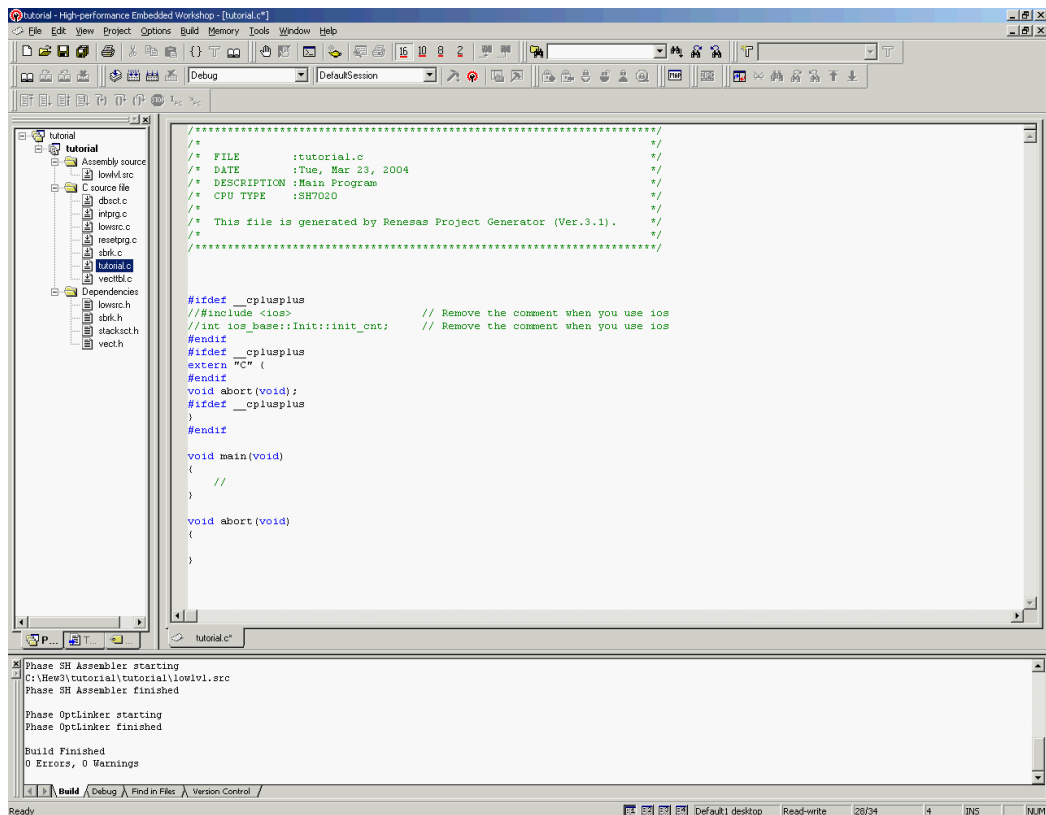 tutorial - High-performance Embedded Workshop - [tutorial.c*]
File Edit View Project Options Build Memory Tools Window Help
16 10 8 2
Debug DefaultSession
MAP
tutorial
tutorial
Assembly source
lowlvl.src
C source file
dbsct.c
intprg.c
lowsrc.c
resetprg.c
sbrk.c
tutorial.c
vecttbl.c
Dependencies
lowsrc.h
sbrk.h
stacksct.h
vect.h
P... T... ...
/***********************************************************************/
/*                                                                     */
/*  FILE        :tutorial.c                                            */
/*  DATE        :Tue, Mar 23, 2004                                     */
/*  DESCRIPTION :Main Program                                          */
/*  CPU TYPE    :SH7020                                                */
/*                                                                     */
/*  This file is generated by Renesas Project Generator (Ver.3.1).     */
/*                                                                     */
/***********************************************************************/
#ifdef __cplusplus
//#include <ios>                    // Remove the comment when you use ios
//int ios_base::Init::init_cnt;     // Remove the comment when you use ios
#endif
#ifdef __cplusplus
extern "C" {
#endif
void abort(void);
#ifdef __cplusplus
}
#endif
void main(void)
{
    //
}
void abort(void)
{
}
tutorial.c*
Phase SH Assembler starting
C:\Hew3\tutorial\tutorial\lowlvl.src
Phase SH Assembler finished
Phase OptLinker starting
Phase OptLinker finished
Build Finished
0 Errors, 0 Warnings
Build Debug Find in Files Version Control
Ready Default1 desktop Read-write 28/34 4 INS NUM